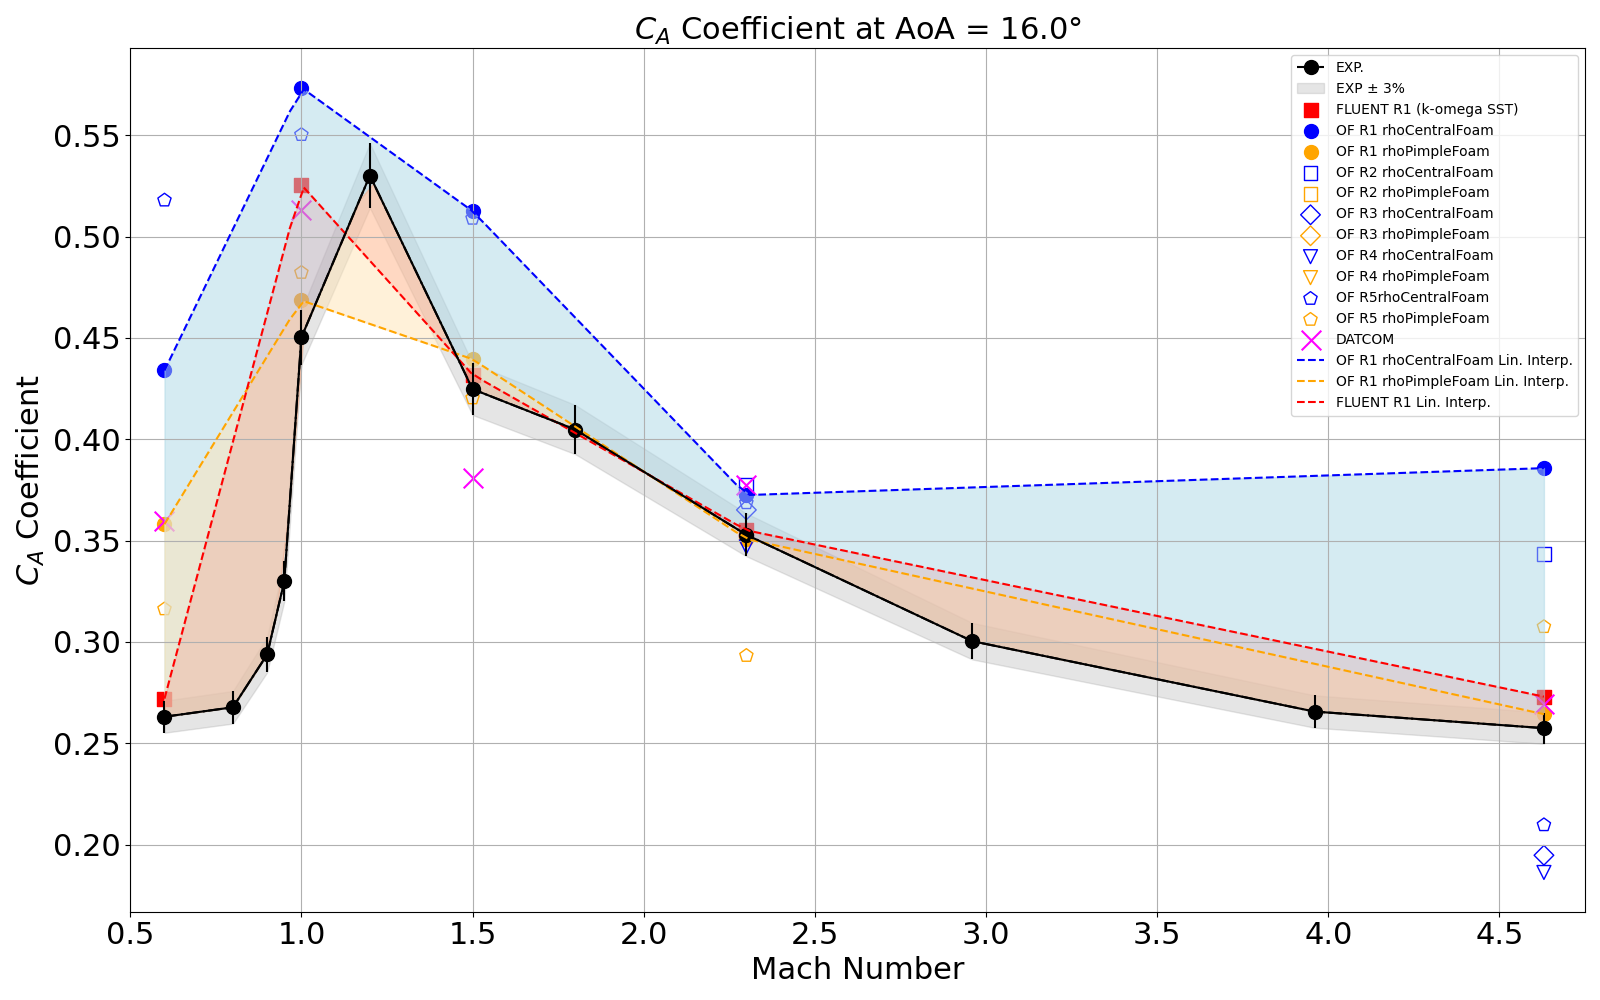 C_A Coefficient at AoA = 16.0°
EXP.
EXP ± 3%
FLUENT R1 (k-omega SST)
OF R1 rhoCentralFoam
OF R1 rhoPimpleFoam
OF R2 rhoCentralFoam
OF R2 rhoPimpleFoam
OF R3 rhoCentralFoam
OF R3 rhoPimpleFoam
OF R4 rhoCentralFoam
OF R4 rhoPimpleFoam
OF R5rhoCentralFoam
OF R5 rhoPimpleFoam
DATCOM
OF R1 rhoCentralFoam Lin. Interp.
OF R1 rhoPimpleFoam Lin. Interp.
FLUENT R1 Lin. Interp.
C_A Coefficient
0.55
0.50
0.45
0.40
0.35
0.30
0.25
0.20
0.5 1.0 1.5 2.0 2.5 3.0 3.5 4.0 4.5
Mach Number